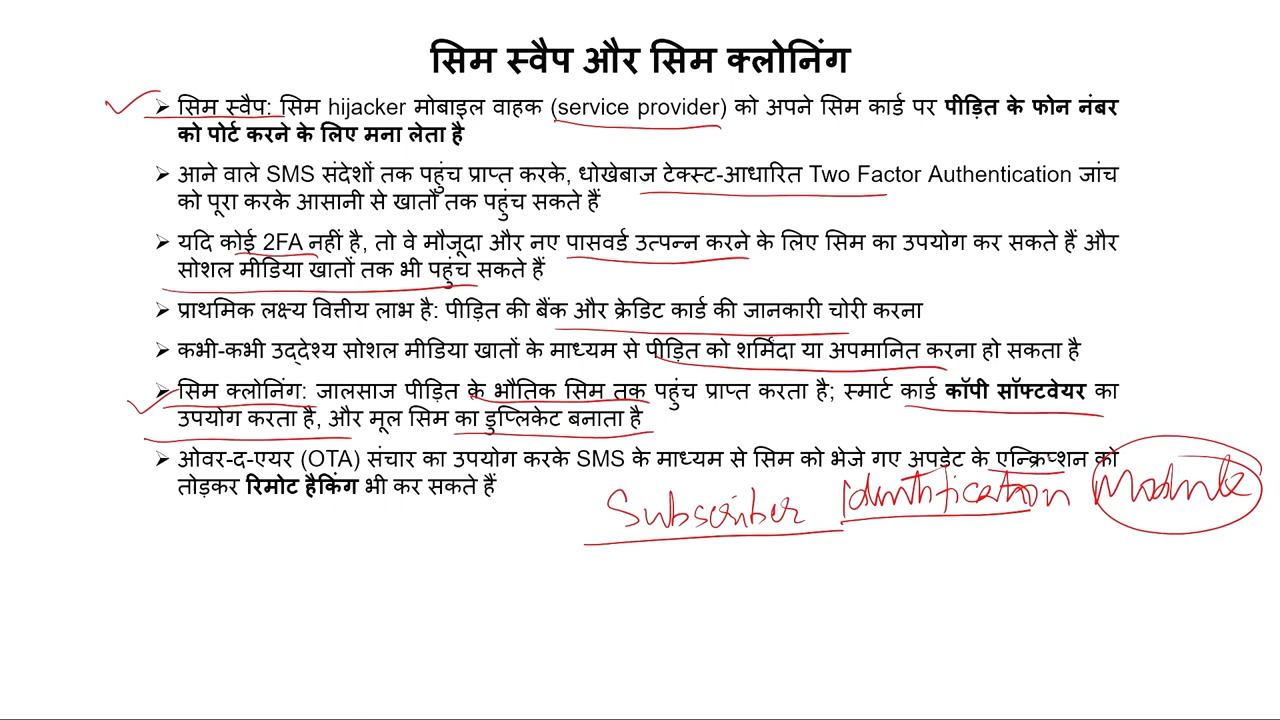 सिम स्वैप और सिम क्लोनिंग
➢ सिम स्वैप: सिम hijacker मोबाइल वाहक (service provider) को अपने सिम कार्ड पर पीड़ित के फोन नंबर
को पोर्ट करने के लिए मना लेता है
➢ आने वाले SMS संदेशों तक पहुंच प्राप्त करके, धोखेबाज टेक्स्ट-आधारित Two Factor Authentication जांच
को पूरा करके आसानी से खातों तक पहुंच सकते हैं
➢ यदि कोई 2FA नहीं है, तो वे मौजूदा और नए पासवर्ड उत्पन्न करने के लिए सिम का उपयोग कर सकते हैं और
सोशल मीडिया खातों तक भी पहुंच सकते हैं
➢ प्राथमिक लक्ष्य वित्तीय लाभ है: पीड़ित की बैंक और क्रेडिट कार्ड की जानकारी चोरी करना
➢ कभी-कभी उद्देश्य सोशल मीडिया खातों के माध्यम से पीड़ित को शर्मिंदा या अपमानित करना हो सकता है
➢ सिम क्लोनिंग: जालसाज पीड़ित के भौतिक सिम तक पहुंच प्राप्त करता है; स्मार्ट कार्ड कॉपी सॉफ्टवेयर का
उपयोग करता है, और मूल सिम का डुप्लिकेट बनाता है
➢ ओवर-द-एयर (OTA) संचार का उपयोग करके SMS के माध्यम से सिम को भेजे गए अपडेट के एन्क्रिप्शन को
तोड़कर रिमोट हैकिंग भी कर सकते हैं
Subscriber Identification Module